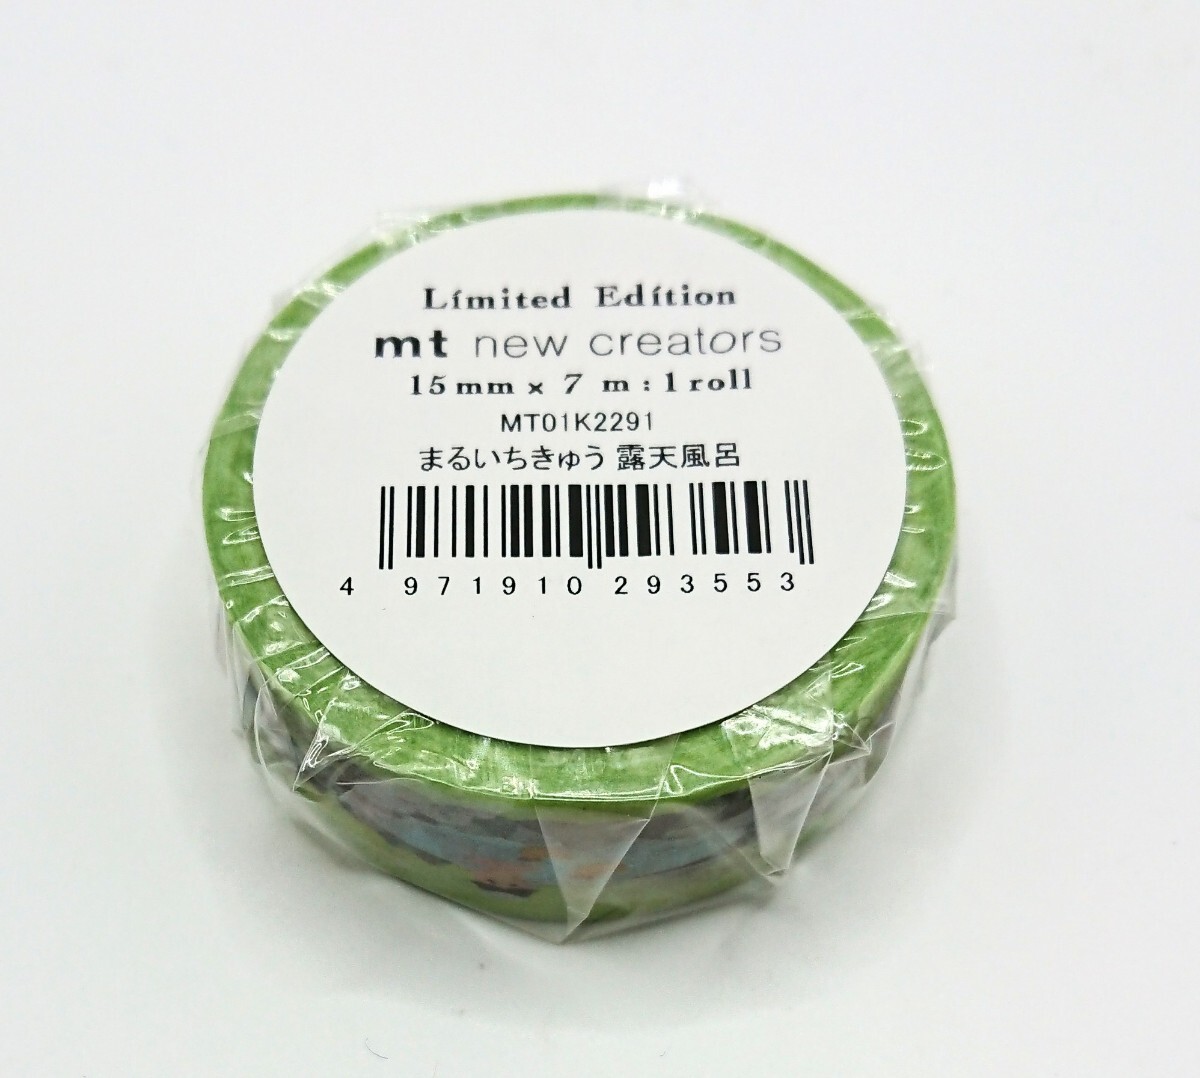 Límited Edítion
mt new creators
15mm x 7 m : 1 roll
MT01K2291
まるいちきゅう 露天風呂
4 971910 293553